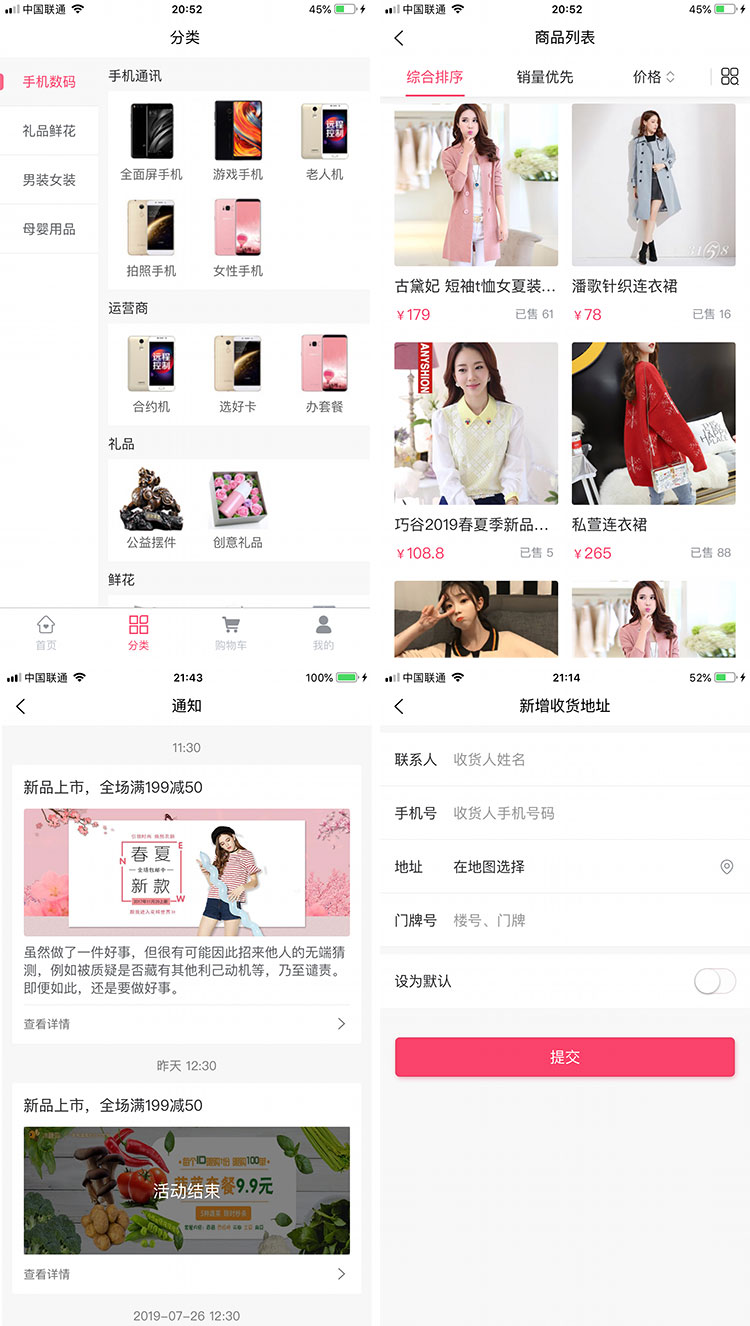 中国联通
20:52
45%
分类
手机数码
礼品鲜花
男装女装
母婴用品
手机通讯
远程
控制
全面屏手机
游戏手机
老人机
拍照手机
女性手机
运营商
远程
控制
合约机
选好卡
办套餐
礼品
公益摆件
创意礼品
鲜花
首页
分类
购物车
我的
中国联通
20:52
45%
商品列表
综合排序
销量优先
价格
古黛妃 短袖t恤女夏装...
¥179
已售 61
潘歌针织连衣裙
¥78
已售 16
ANYSHION
巧谷2019春夏季新品...
¥108.8
已售 5
HAPPY
PLACE
私萱连衣裙
¥265
已售 88
中国联通
21:43
100%
通知
11:30
新品上市，全场满199减50
春夏
新款
N
E
W
全场包邮
虽然做了一件好事，但很有可能因此招来他人的无端猜
测，例如被质疑是否藏有其他利己动机等，乃至谴责。
即便如此，还是要做好事。
查看详情
昨天 12:30
新品上市，全场满199减50
9.9元
活动结束
查看详情
2019-07-26 12:30
中国联通
21:14
52%
新增收货地址
联系人 收货人姓名
手机号 收货人手机号码
地址 在地图选择
门牌号 楼号、门牌
设为默认
提交